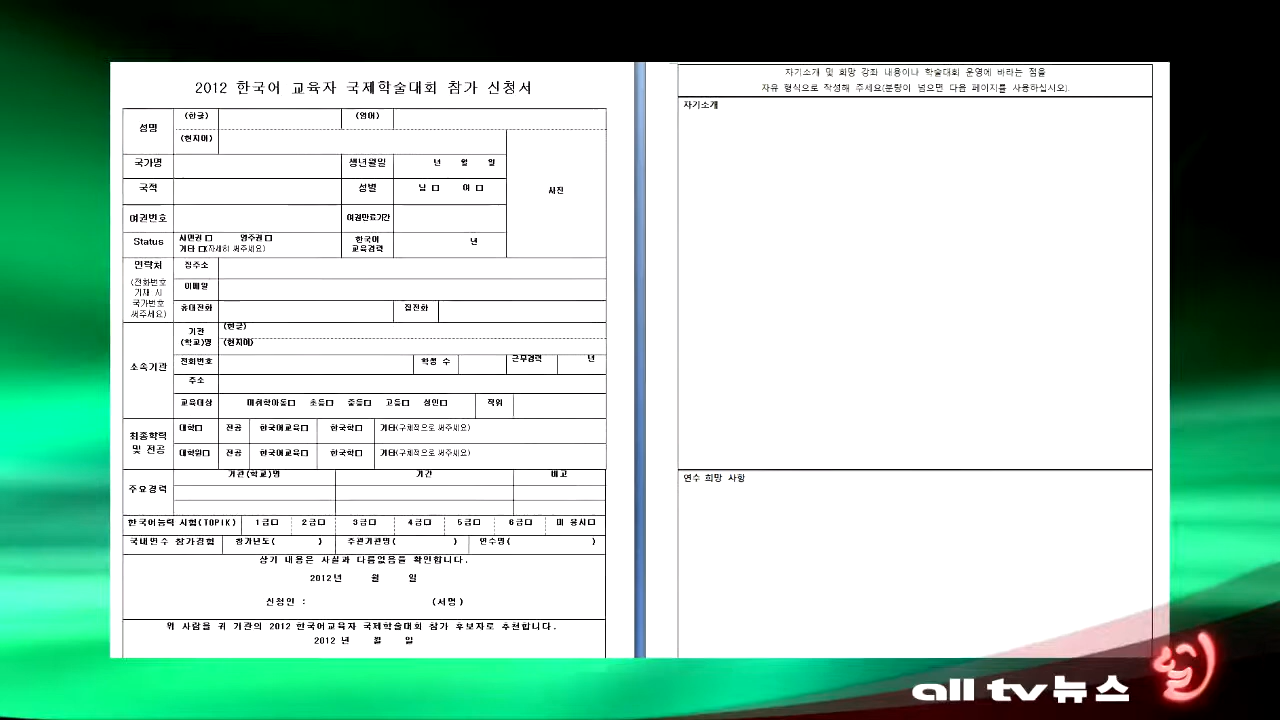 2012 한국어 교육자 국제학술대회 참가 신청서
성명 (한글) (영어)
(현지어)
국가명 생년월일 년 월 일
국적 성별 남 □ 여 □ 사진
여권번호 여권만료기간
Status 시민권 □ 영주권 □
기타 □(자세히 써주세요)
한국어
교육경력 년
연락처
(전화번호
기재 시
국가번호
써주세요)
집주소
이메일
휴대전화 집전화
소속기관
기관
(학교)명
(한글)
(현지어)
전화번호 학생 수 근무경력 년
주소
교육대상 미취학아동□ 초등□ 중등□ 고등□ 성인□ 직위
최종학력
및 전공
대학□ 전공 한국어교육□ 한국학□ 기타(구체적으로 써주세요)
대학원□ 전공 한국어교육□ 한국학□ 기타(구체적으로 써주세요)
주요경력 기관(학교)명 기간 비고
한국어능력 시험(TOPIK) 1급□ 2급□ 3급□ 4급□ 5급□ 6급□ 미 응시□
국내연수 참가경험 참가년도( ) 주관기관명( ) 연수명( )
상기 내용은 사실과 다름없음을 확인합니다.
2012년 월 일
신청인 : (서명)
위 사람을 귀 기관의 2012 한국어교육자 국제학술대회 참가 후보자로 추천합니다.
2012 년 월 일
자기소개 및 희망 강좌 내용이나 학술대회 운영에 바라는 점을
자유 형식으로 작성해 주세요(분량이 넘으면 다음 페이지를 사용하십시오).
자기소개
연수 희망 사항
all tv 뉴스